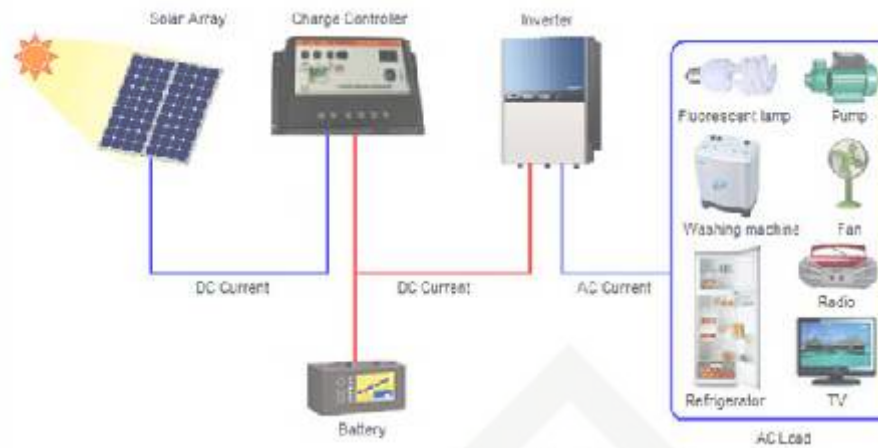 Solar Array
Charge Controller
Inverter
Fluorescent lamp
Pump
Washing machine
Fan
DC Current
DC Current
AC Current
Radio
Refrigerator
TV
Battery
AC Load